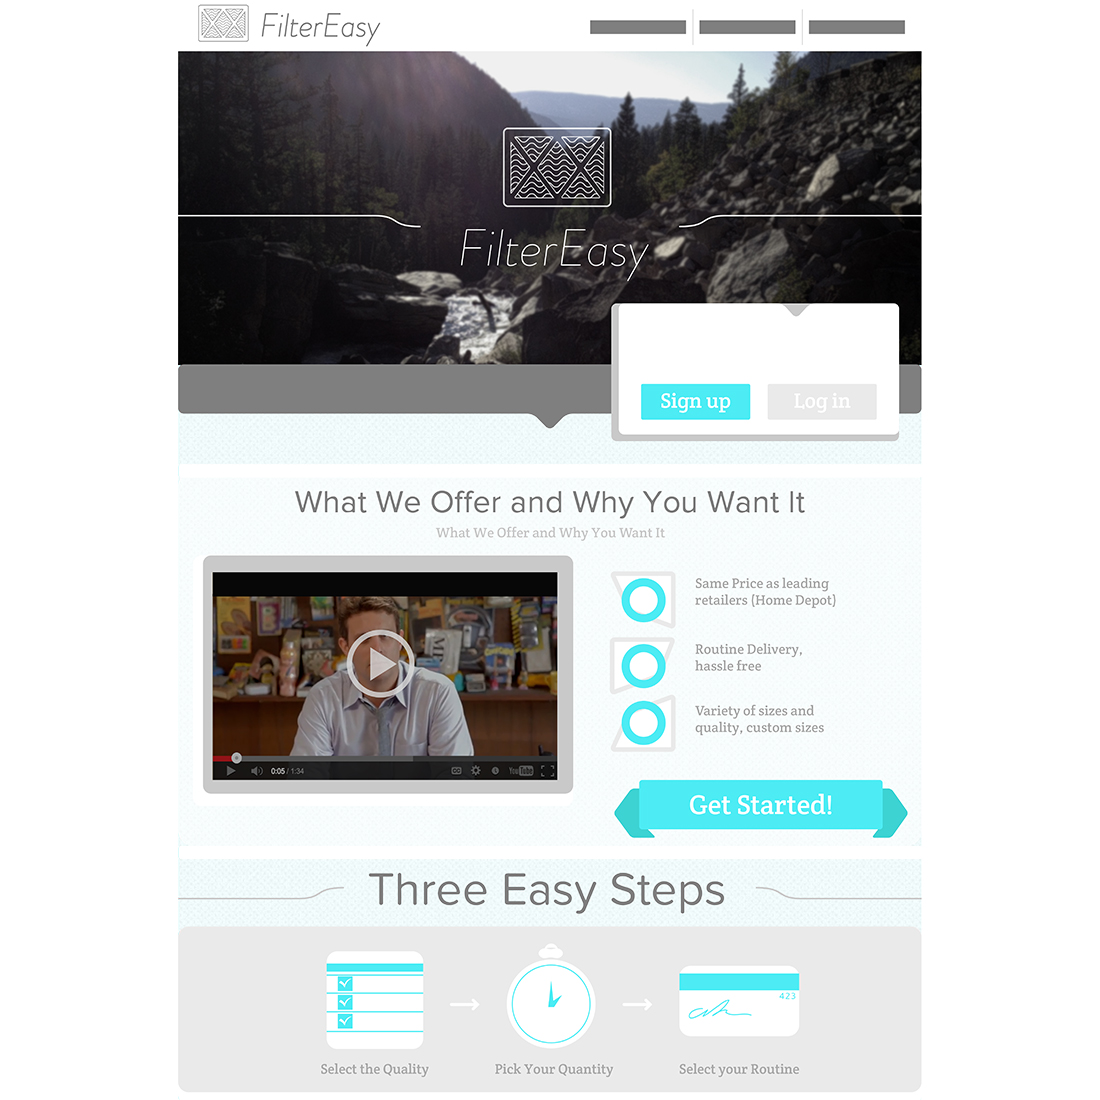 FilterEasy
FilterEasy
Sign up
Log in
What We Offer and Why You Want It
What We Offer and Why You Want It
Same Price as leading
retailers (Home Depot)
Routine Delivery,
hassle free
Variety of sizes and
quality, custom sizes
0:05 / 1:34
CC
YouTube
Get Started!
Three Easy Steps
423
Select the Quality
Pick Your Quantity
Select your Routine